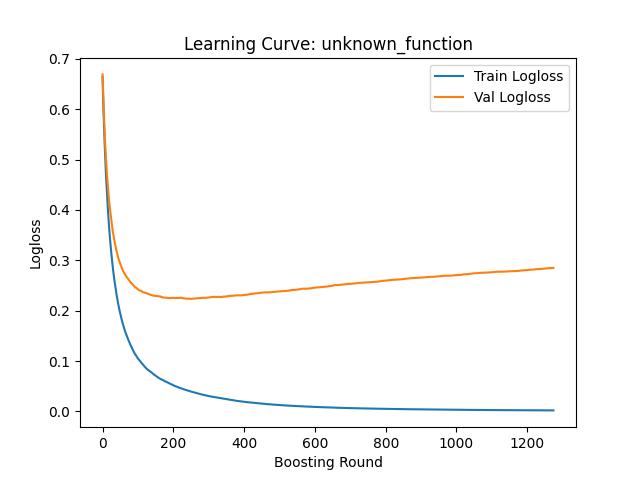 Learning Curve: unknown_function
Train Logloss
Val Logloss
0.7
0.6
0.5
0.4
0.3
0.2
0.1
0.0
Logloss
0 200 400 600 800 1000 1200
Boosting Round